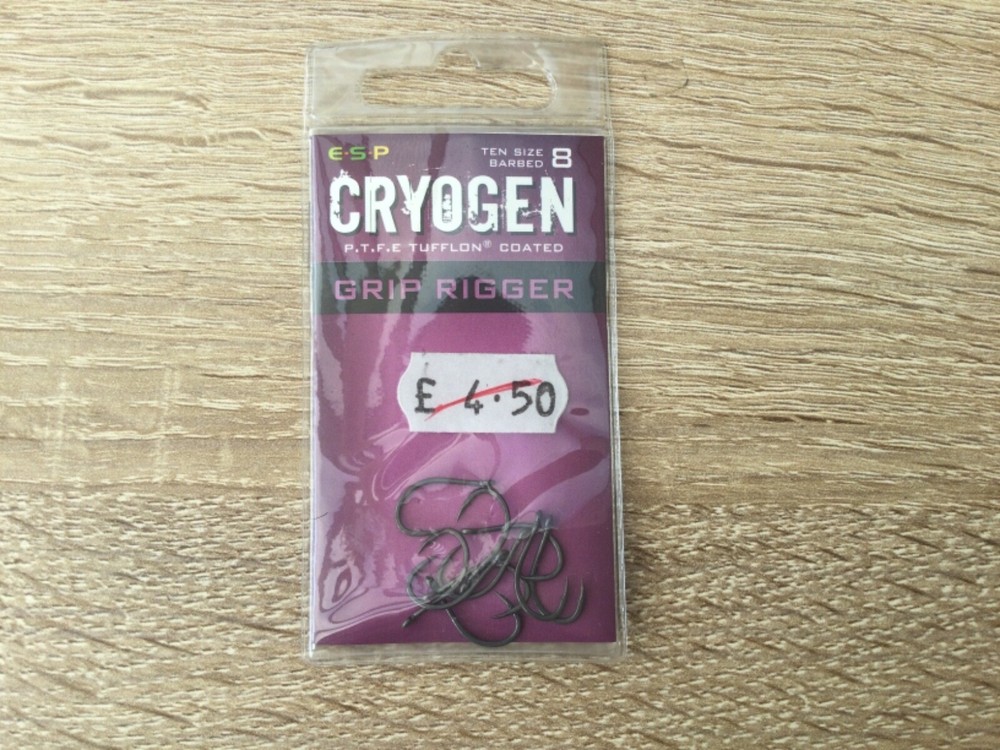 E·S·P
TEN SIZE 8
BARBED
CRYOGEN
P.T.F.E TUFFLON® COATED
GRIP RIGGER
£ 4·50